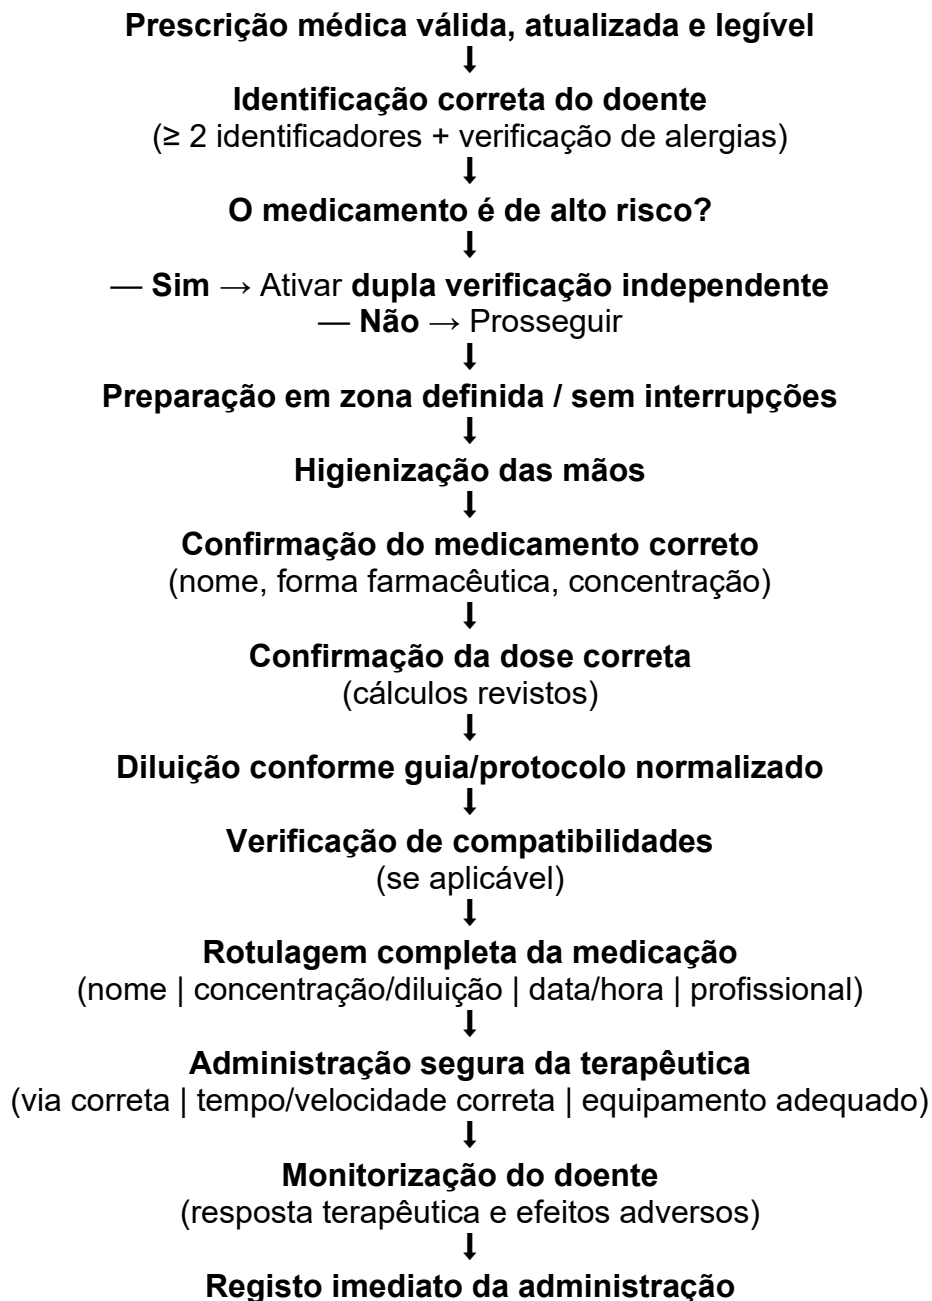 Prescrição médica válida, atualizada e legível
⬇
Identificação correta do doente
(≥ 2 identificadores + verificação de alergias)
⬇
O medicamento é de alto risco?
⬇
— Sim → Ativar dupla verificação independente
— Não → Prosseguir
⬇
Preparação em zona definida / sem interrupções
⬇
Higienização das mãos
⬇
Confirmação do medicamento correto
(nome, forma farmacêutica, concentração)
⬇
Confirmação da dose correta
(cálculos revistos)
⬇
Diluição conforme guia/protocolo normalizado
⬇
Verificação de compatibilidades
(se aplicável)
⬇
Rotulagem completa da medicação
(nome | concentração/diluição | data/hora | profissional)
⬇
Administração segura da terapêutica
(via correta | tempo/velocidade correta | equipamento adequado)
⬇
Monitorização do doente
(resposta terapêutica e efeitos adversos)
⬇
Registo imediato da administração